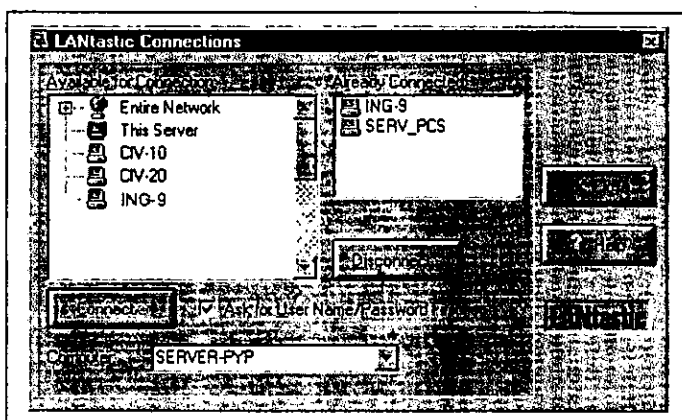 LANtastic Connections
Available for Connection
Already Connected
Entire Network
This Server
CIV-10
CIV-20
ING-9
ING-9
SERV_PCS
Disconnect
Connect
Ask for User Name/Password
Computer
SERVER-PYP
LANtastic